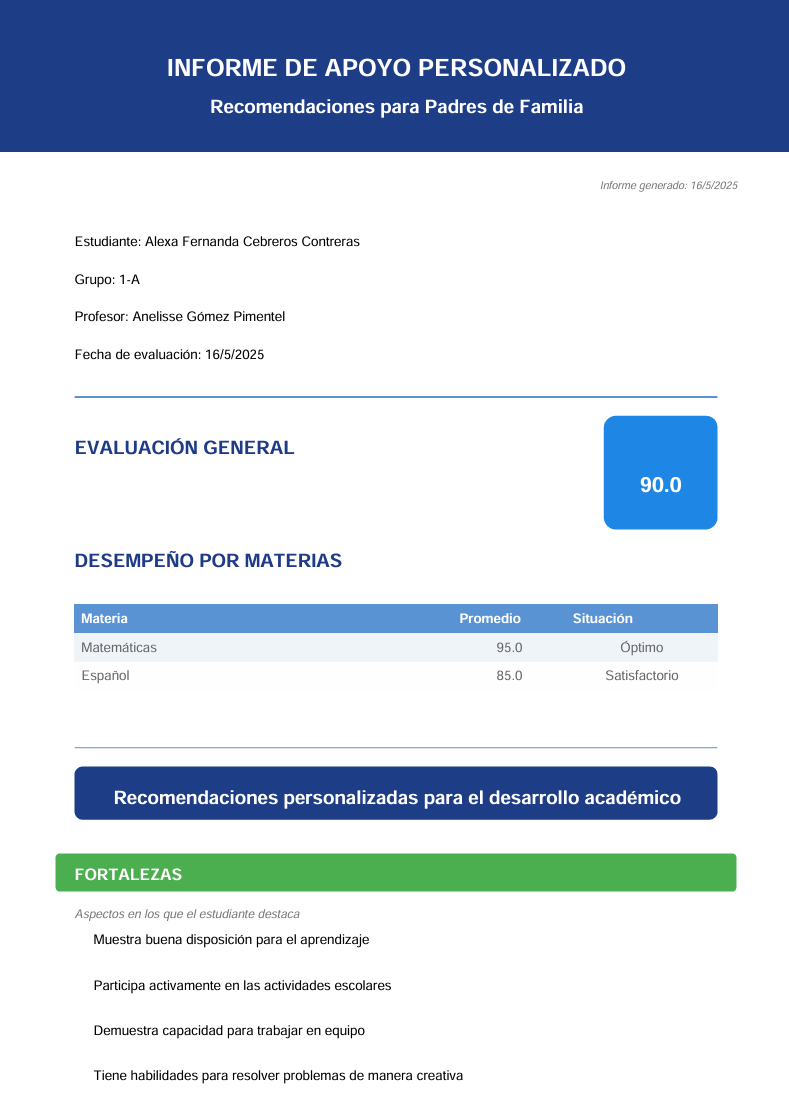 INFORME DE APOYO PERSONALIZADO
Recomendaciones para Padres de Familia
Informe generado: 16/5/2025
Estudiante: Alexa Fernanda Cebreros Contreras
Grupo: 1-A
Profesor: Anelisse Gómez Pimentel
Fecha de evaluación: 16/5/2025
EVALUACIÓN GENERAL
90.0
DESEMPEÑO POR MATERIAS
Materia Promedio Situación
Matemáticas 95.0 Óptimo
Español 85.0 Satisfactorio
Recomendaciones personalizadas para el desarrollo académico
FORTALEZAS
Aspectos en los que el estudiante destaca
Muestra buena disposición para el aprendizaje
Participa activamente en las actividades escolares
Demuestra capacidad para trabajar en equipo
Tiene habilidades para resolver problemas de manera creativa